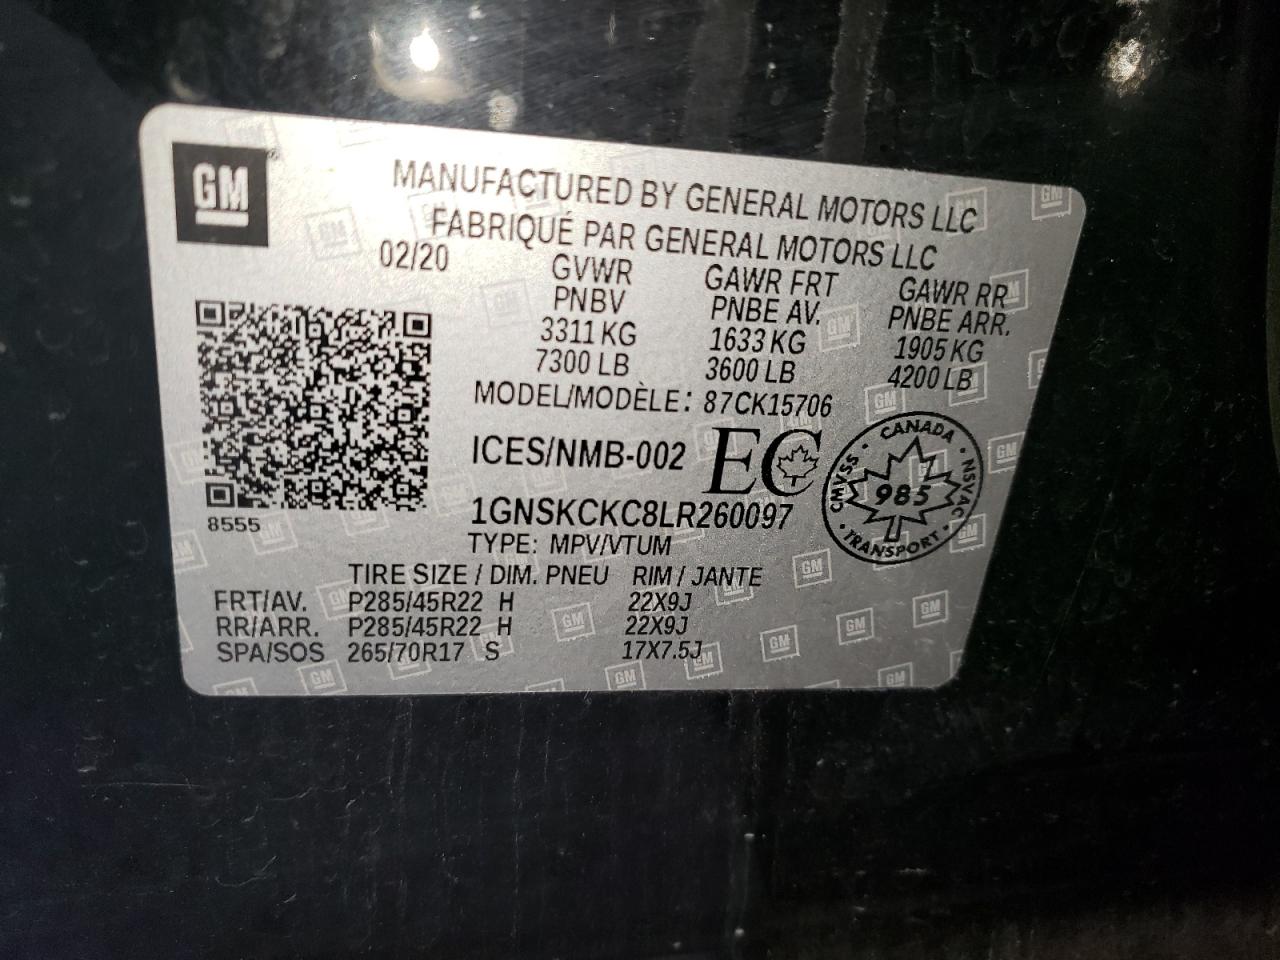 GM
MANUFACTURED BY GENERAL MOTORS LLC
FABRIQUÉ PAR GENERAL MOTORS LLC
02/20 GVWR GAWR FRT GAWR RR
PNBV PNBE AV. PNBE ARR.
3311 KG 1633 KG 1905 KG
7300 LB 3600 LB 4200 LB
MODEL/MODÈLE: 87CK15706
ICES/NMB-002 EC
CANADA
CMVSS 985 NSVAC
TRANSPORT
8555
1GNSKCKC8LR260097
TYPE: MPV/VTUM
TIRE SIZE / DIM. PNEU RIM / JANTE
FRT/AV. P285/45R22 H 22X9J
RR/ARR. P285/45R22 H 22X9J
SPA/SOS 265/70R17 S 17X7.5J